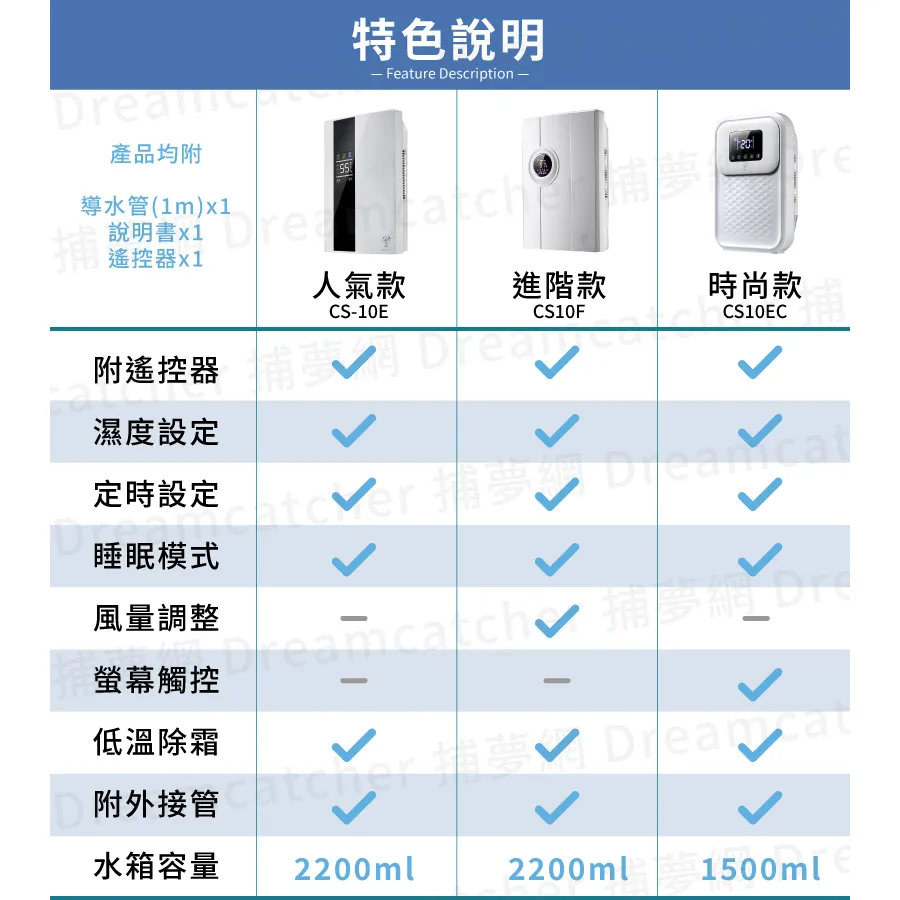 特色說明
— Feature Description —
產品均附
導水管(1m)x1
說明書x1
遙控器x1
人氣款
CS-10E
進階款
CS10F
時尚款
CS10EC
附遙控器
濕度設定
定時設定
睡眠模式
風量調整
螢幕觸控
低溫除霜
附外接管
水箱容量 2200ml 2200ml 1500ml
Dreamcatcher 捕夢網